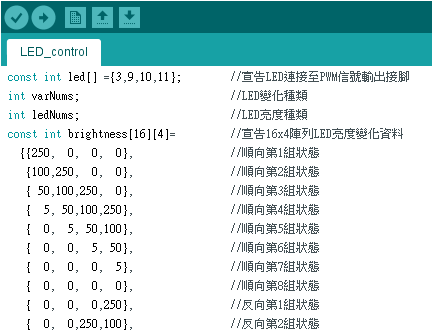 LED_control
const int led[] ={3,9,10,11}; //宣告LED連接至PWM信號輸出接腳
int varNums; //LED變化種類
int ledNums; //LED亮度種類
const int brightness[16][4]= //宣告16x4陣列LED亮度變化資料
{{250, 0, 0, 0}, //順向第1組狀態
{100,250, 0, 0}, //順向第2組狀態
{ 50,100,250, 0}, //順向第3組狀態
{ 5, 50,100,250}, //順向第4組狀態
{ 0, 5, 50,100}, //順向第5組狀態
{ 0, 0, 5, 50}, //順向第6組狀態
{ 0, 0, 0, 5}, //順向第7組狀態
{ 0, 0, 0, 0}, //順向第8組狀態
{ 0, 0, 0,250}, //反向第1組狀態
{ 0, 0,250,100}, //反向第2組狀態